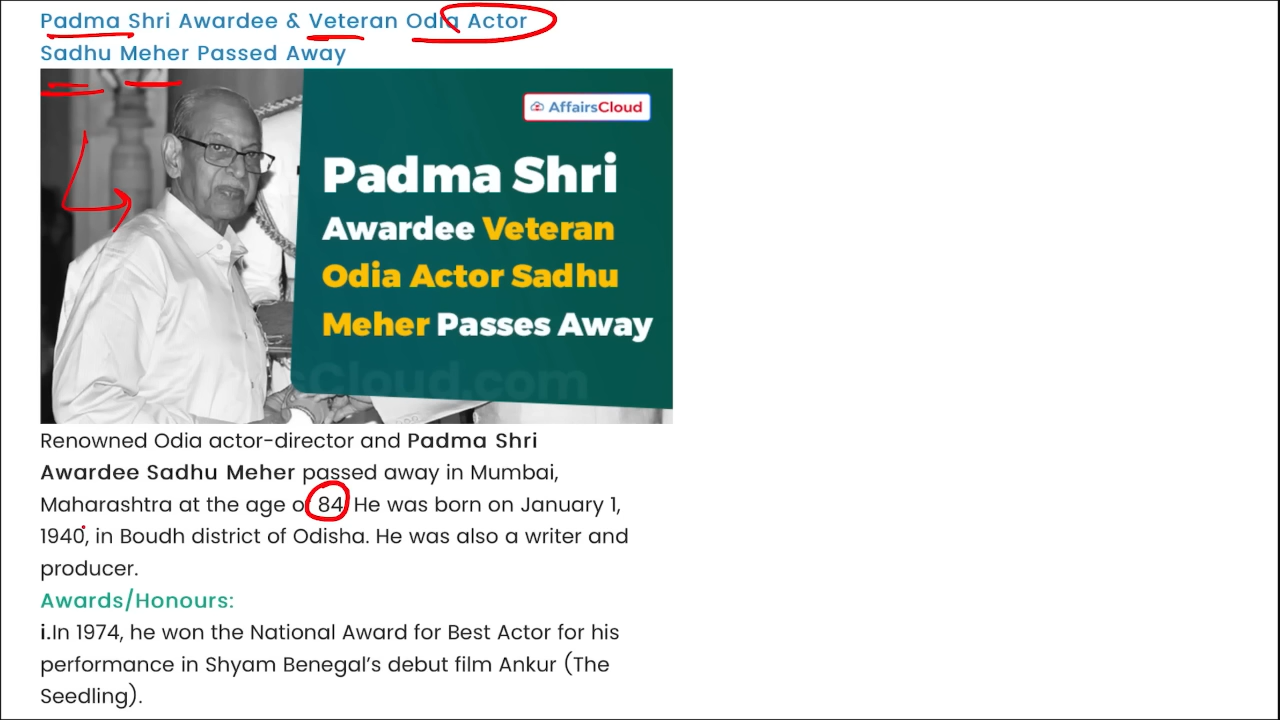 Padma Shri Awardee & Veteran Odia Actor
Sadhu Meher Passed Away
AffairsCloud
Padma Shri
Awardee Veteran
Odia Actor Sadhu
Meher Passes Away
sCloud.com
Renowned Odia actor-director and Padma Shri
Awardee Sadhu Meher passed away in Mumbai,
Maharashtra at the age of 84. He was born on January 1,
1940, in Boudh district of Odisha. He was also a writer and
producer.
Awards/Honours:
i.In 1974, he won the National Award for Best Actor for his
performance in Shyam Benegal’s debut film Ankur (The
Seedling).